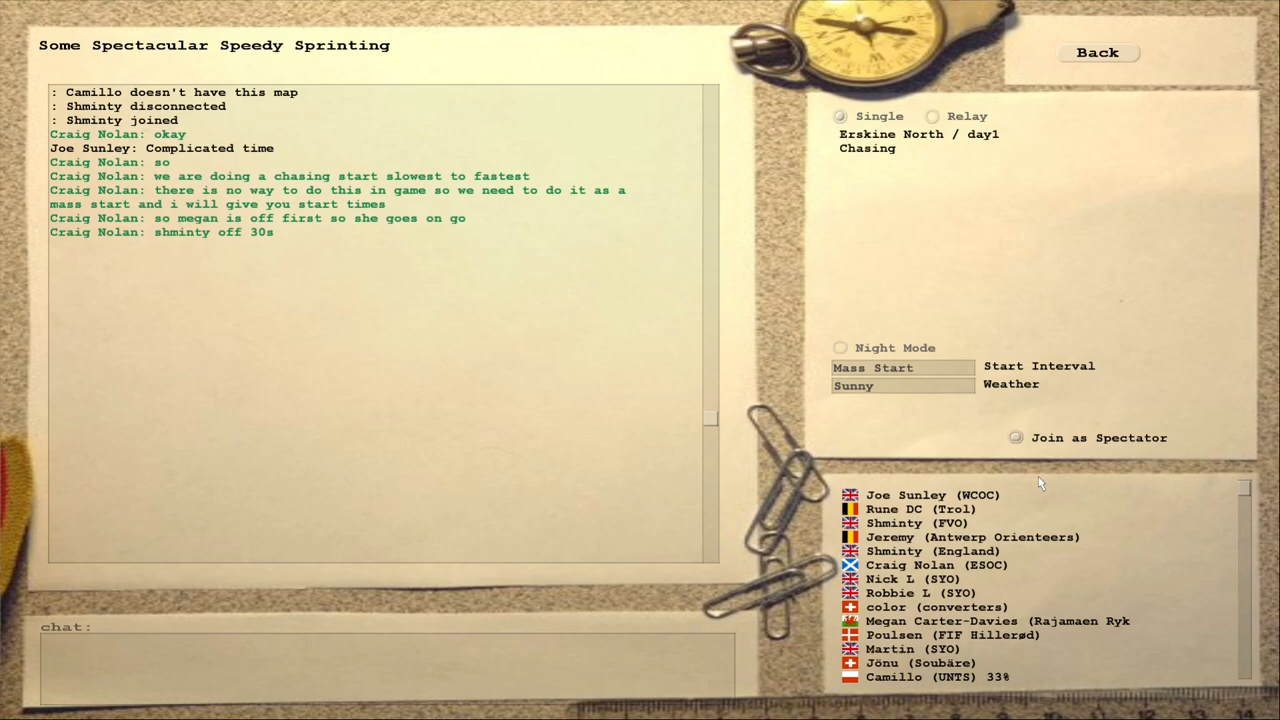 Some Spectacular Speedy Sprinting
Back
: Camillo doesn't have this map
: Shminty disconnected
: Shminty joined
Craig Nolan: okay
Joe Sunley: Complicated time
Craig Nolan: so
Craig Nolan: we are doing a chasing start slowest to fastest
Craig Nolan: there is no way to do this in game so we need to do it as a
mass start and i will give you start times
Craig Nolan: so megan is off first so she goes on go
Craig Nolan: shminty off 30s
chat:
Single Relay
Erskine North / day1
Chasing
Night Mode
Mass Start Start Interval
Sunny Weather
Join as Spectator
Joe Sunley (WCOC)
Rune DC (Trol)
Shminty (FVO)
Jeremy (Antwerp Orienteers)
Shminty (England)
Craig Nolan (ESOC)
Nick L (SYO)
Robbie L (SYO)
color (converters)
Megan Carter-Davies (Rajamaen Ryk
Poulsen (FIF Hillerød)
Martin (SYO)
Jönu (Soubäre)
Camillo (UNTS) 33%